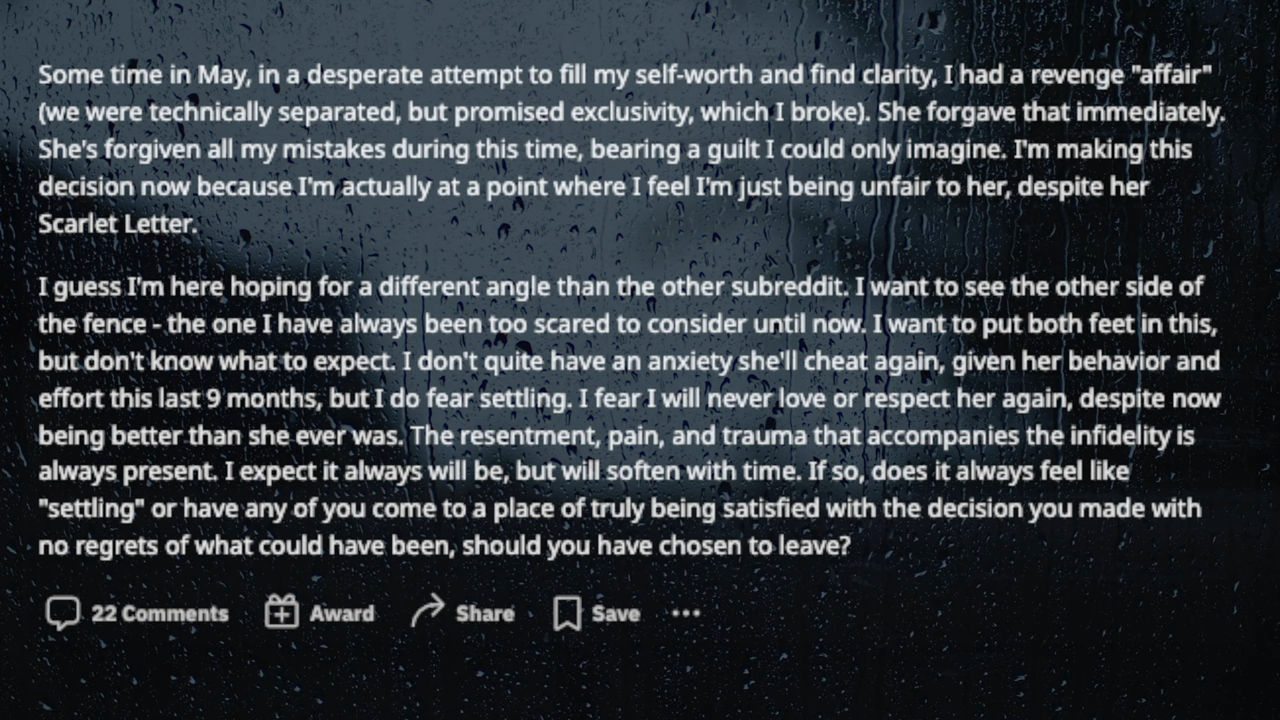 Some time in May, in a desperate attempt to fill my self-worth and find clarity, I had a revenge "affair"
(we were technically separated, but promised exclusivity, which I broke). She forgave that immediately.
She's forgiven all my mistakes during this time, bearing a guilt I could only imagine. I'm making this
decision now because I'm actually at a point where I feel I'm just being unfair to her, despite her
Scarlet Letter.
I guess I'm here hoping for a different angle than the other subreddit. I want to see the other side of
the fence - the one I have always been too scared to consider until now. I want to put both feet in this,
but don't know what to expect. I don't quite have an anxiety she'll cheat again, given her behavior and
effort this last 9 months, but I do fear settling. I fear I will never love or respect her again, despite now
being better than she ever was. The resentment, pain, and trauma that accompanies the infidelity is
always present. I expect it always will be, but will soften with time. If so, does it always feel like
"settling" or have any of you come to a place of truly being satisfied with the decision you made with
no regrets of what could have been, should you have chosen to leave?
22 Comments Award Share Save